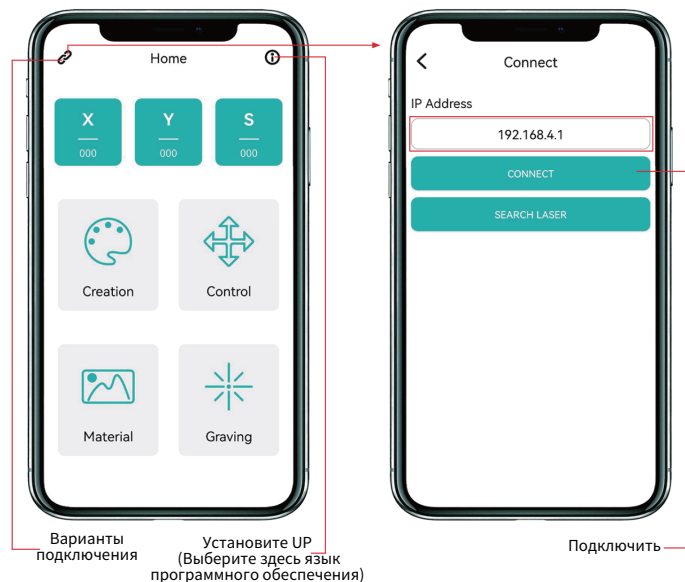 Home
X
000
Y
000
S
000
Creation
Control
Material
Graving
Варианты
подключения
Установите UP
(Выберите здесь язык
программного обеспечения)
Connect
IP Address
192.168.4.1
CONNECT
SEARCH LASER
Подключить